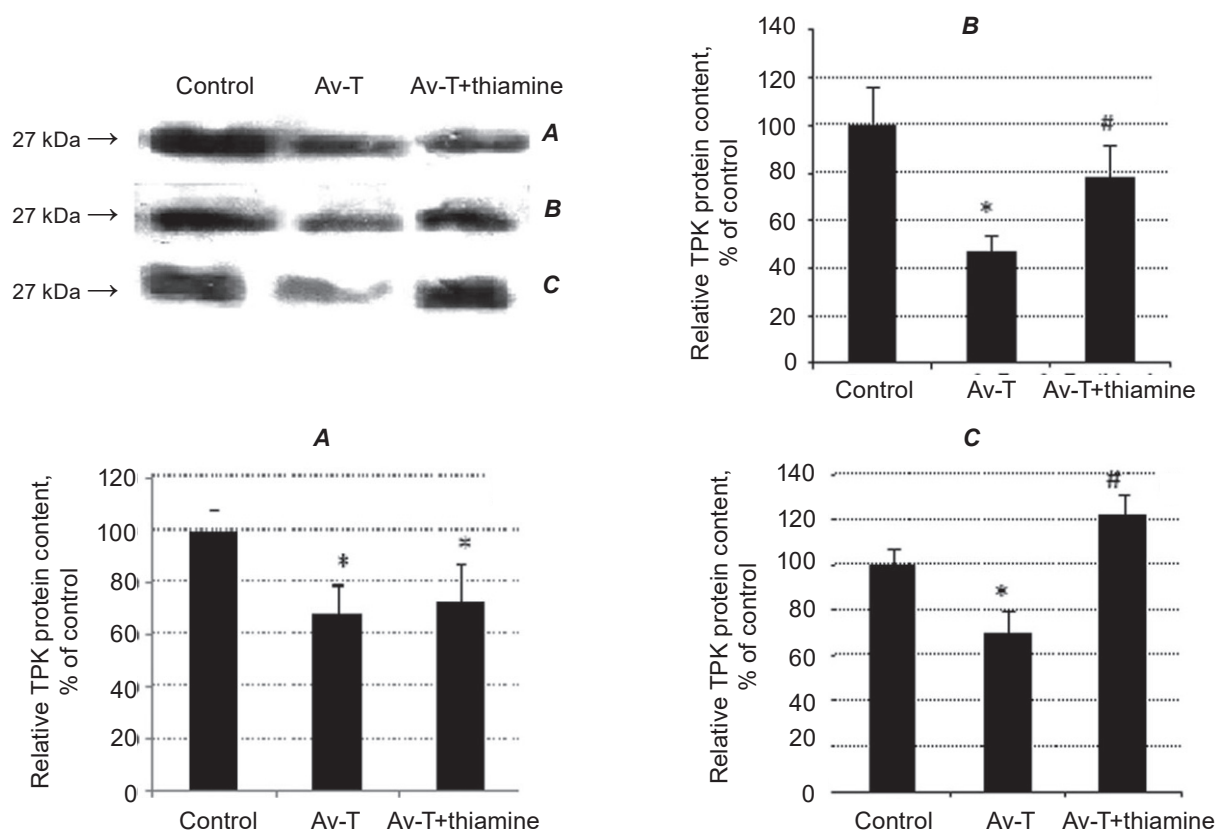 Control Av-T Av-T+thiamine
27 kDa → A
27 kDa → B
27 kDa → C
B
Relative TPK protein content,
% of control
140
120
100
80
60
40
20
0
#
*
Control Av-T Av-T+thiamine
A
Relative TPK protein content,
% of control
120
100
80
60
40
20
0
* *
Control Av-T Av-T+thiamine
C
Relative TPK protein content,
% of control
140
120
100
80
60
40
20
0
#
*
Control Av-T Av-T+thiamine